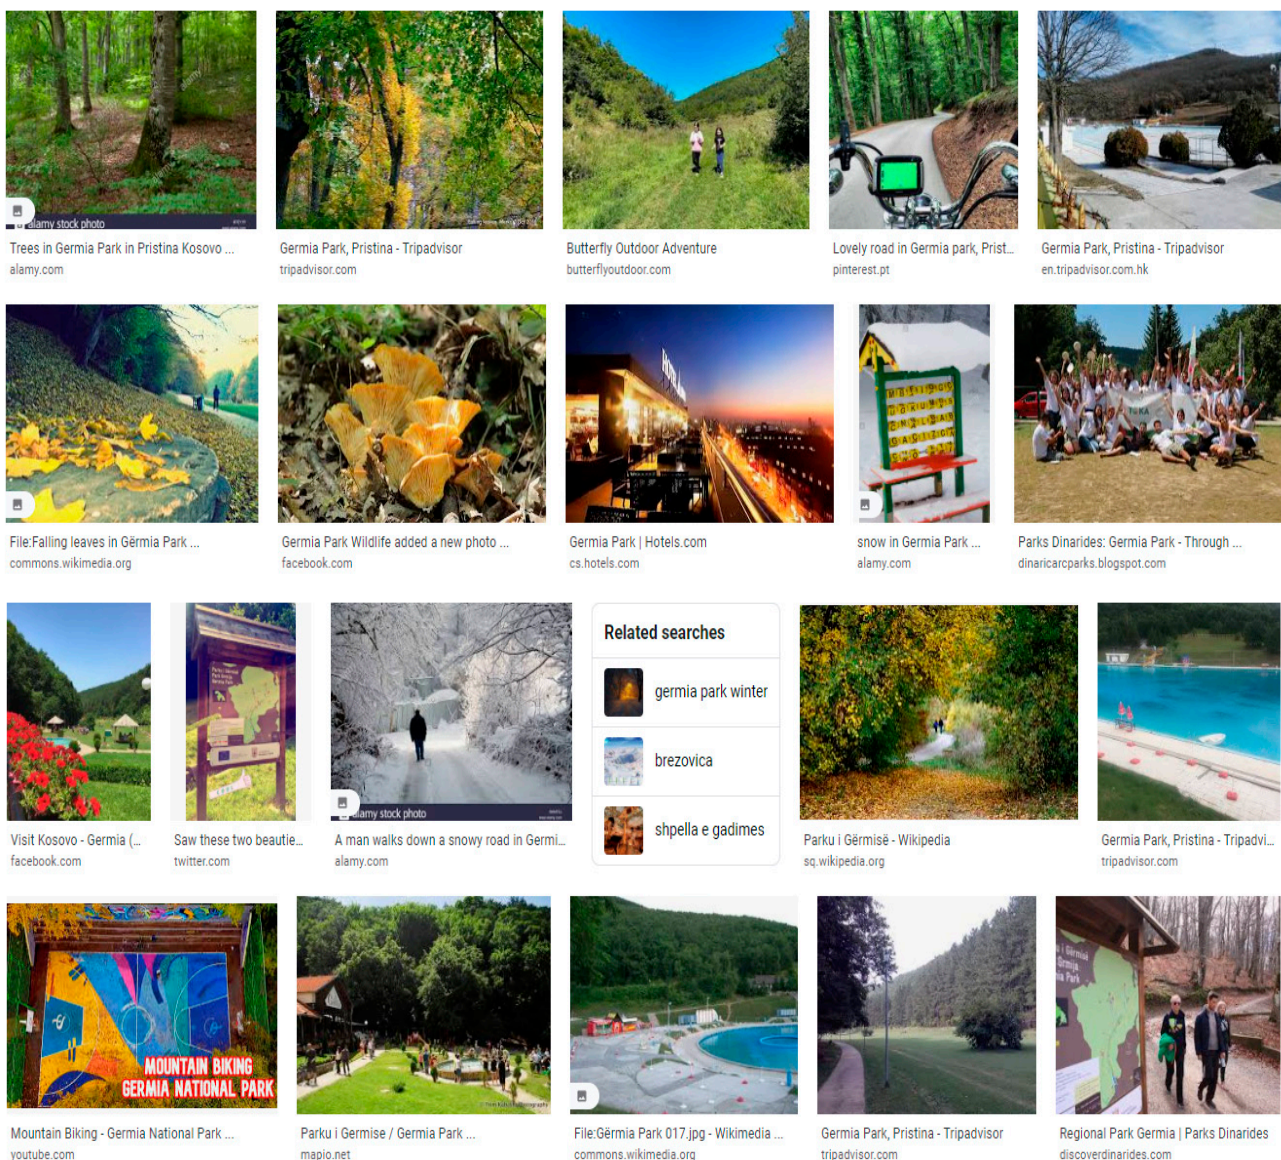 alamy
alamy
alamy stock photo
Trees in Germia Park in Pristina Kosovo ...
alamy.com
Germia Park, Pristina - Tripadvisor
tripadvisor.com
Butterfly Outdoor Adventure
butterflyoutdoor.com
Lovely road in Germia park, Prist...
pinterest.pt
Germia Park, Pristina - Tripadvisor
en.tripadvisor.com.hk
HOTEL
TOKA
File:Falling leaves in Gërmia Park ...
commons.wikimedia.org
Germia Park Wildlife added a new photo ...
facebook.com
Germia Park | Hotels.com
cs.hotels.com
snow in Germia Park ...
alamy.com
Parks Dinarides: Germia Park - Through ...
dinaricarcparks.blogspot.com
alamy stock photo
Related searches
germia park winter
brezovica
shpella e gadimes
Visit Kosovo - Germia (...
facebook.com
Saw these two beautie...
twitter.com
A man walks down a snowy road in Germi...
alamy.com
Parku i Gërmisë - Wikipedia
sq.wikipedia.org
Germia Park, Pristina - Tripadvi...
tripadvisor.com
MOUNTAIN BIKING
GERMIA NATIONAL PARK
Mountain Biking - Germia National Park ...
youtube.com
Parku i Germise / Germia Park ...
mapio.net
File:Gërmia Park 017.jpg - Wikimedia ...
commons.wikimedia.org
Germia Park, Pristina - Tripadvisor
tripadvisor.com
Regional Park Germia | Parks Dinarides
discoverdinarides.com